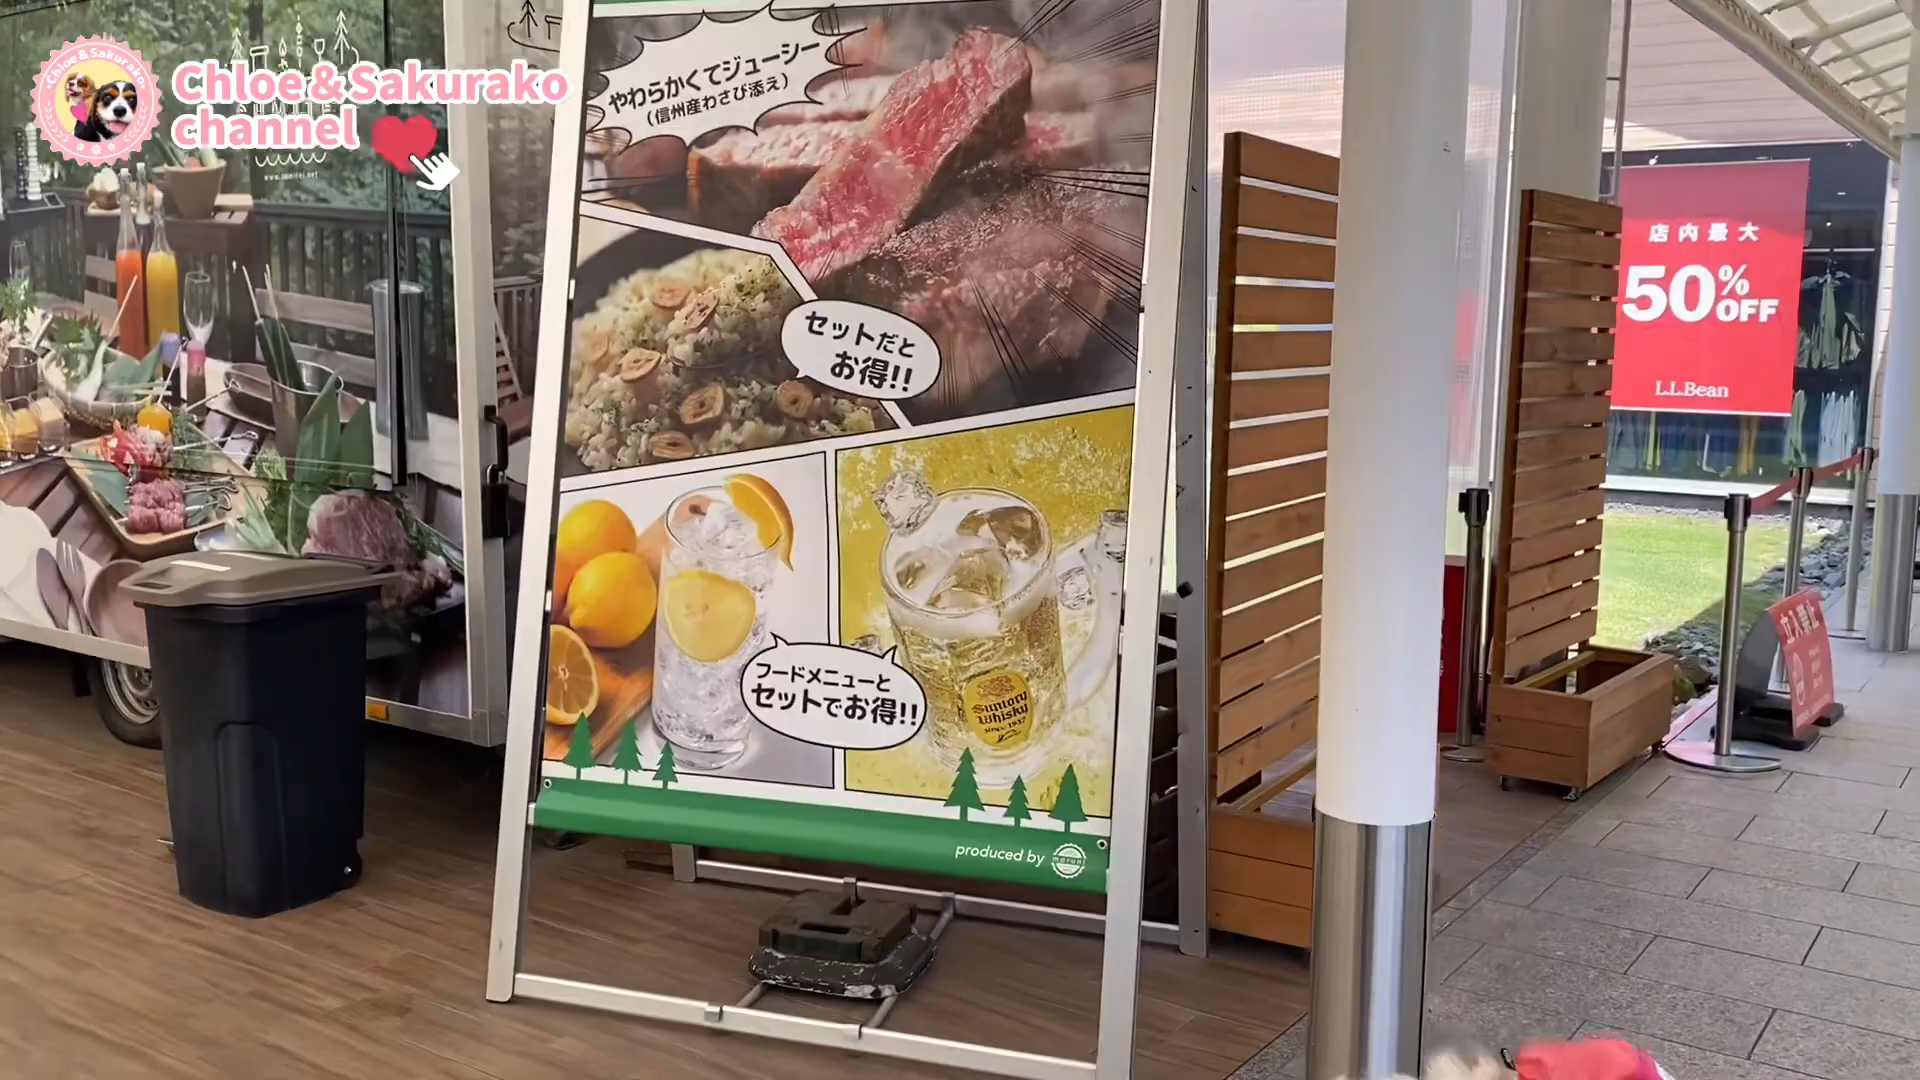 Chloe&Sakurako
Chloe&Sakurako
channel
やわらかくてジューシー
(信州産わさび添え)
セットだと
お得!!
フードメニューと
セットでお得!!
Suntory
Whisky
since 1937
produced by
店内最大
50%
OFF
L.L.Bean
立入禁止